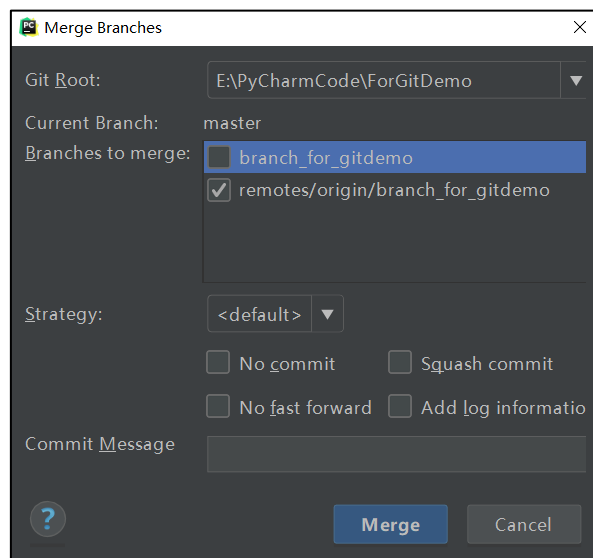 PC Merge Branches
Git Root: E:\PyCharmCode\ForGitDemo
Current Branch: master
Branches to merge: branch_for_gitdemo
remotes/origin/branch_for_gitdemo
Strategy: <default>
No commit Squash commit
No fast forward Add log informatio
Commit Message
? Merge Cancel